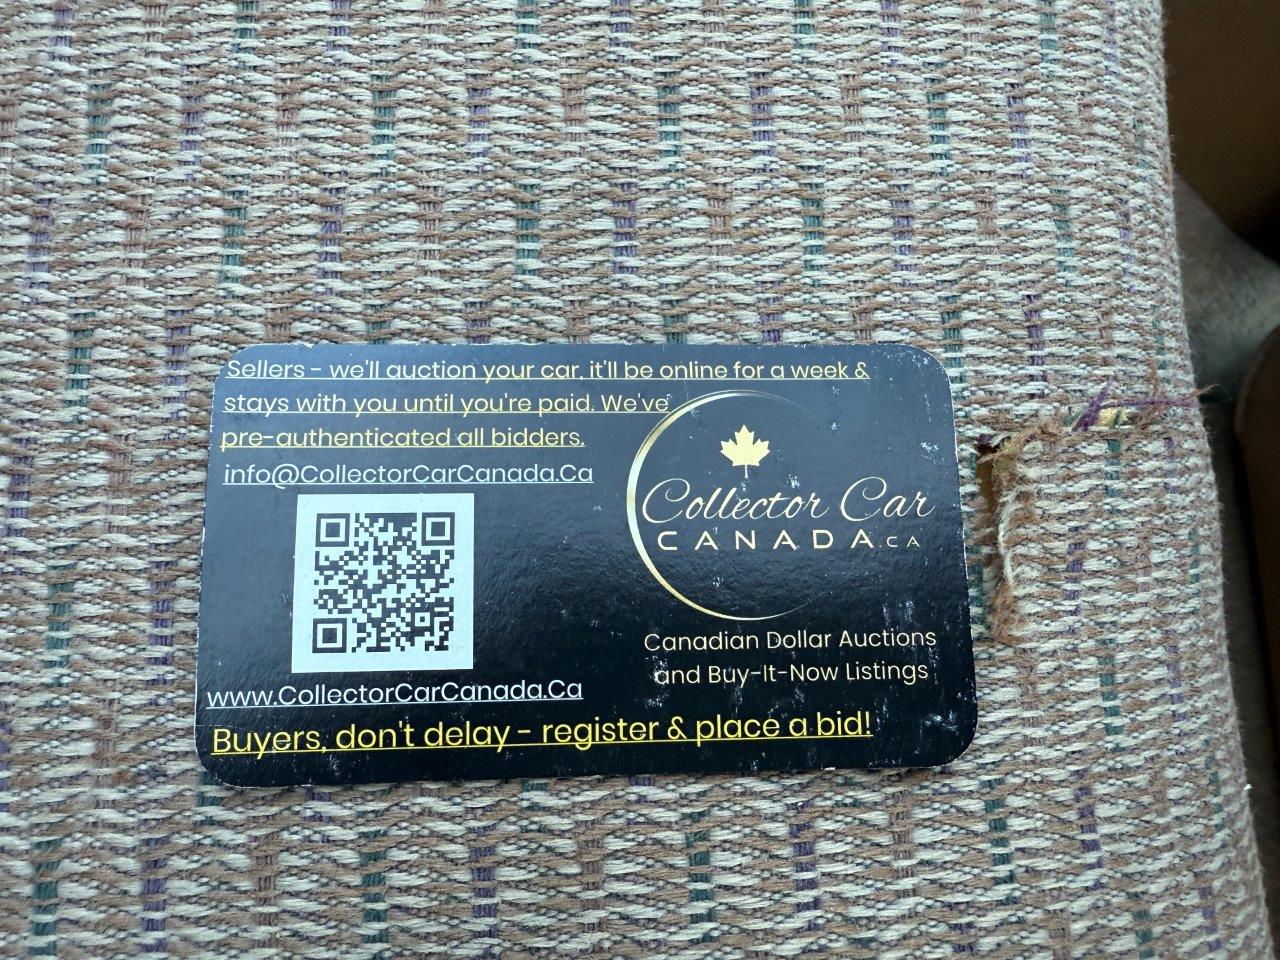 Sellers - we'll auction your car, it'll be online for a week &
stays with you until you're paid. We've
pre-authenticated all bidders.
info@CollectorCarCanada.Ca
Collector Car
CANADA.CA
Canadian Dollar Auctions
and Buy-It-Now Listings
www.CollectorCarCanada.Ca
Buyers, don't delay - register & place a bid!